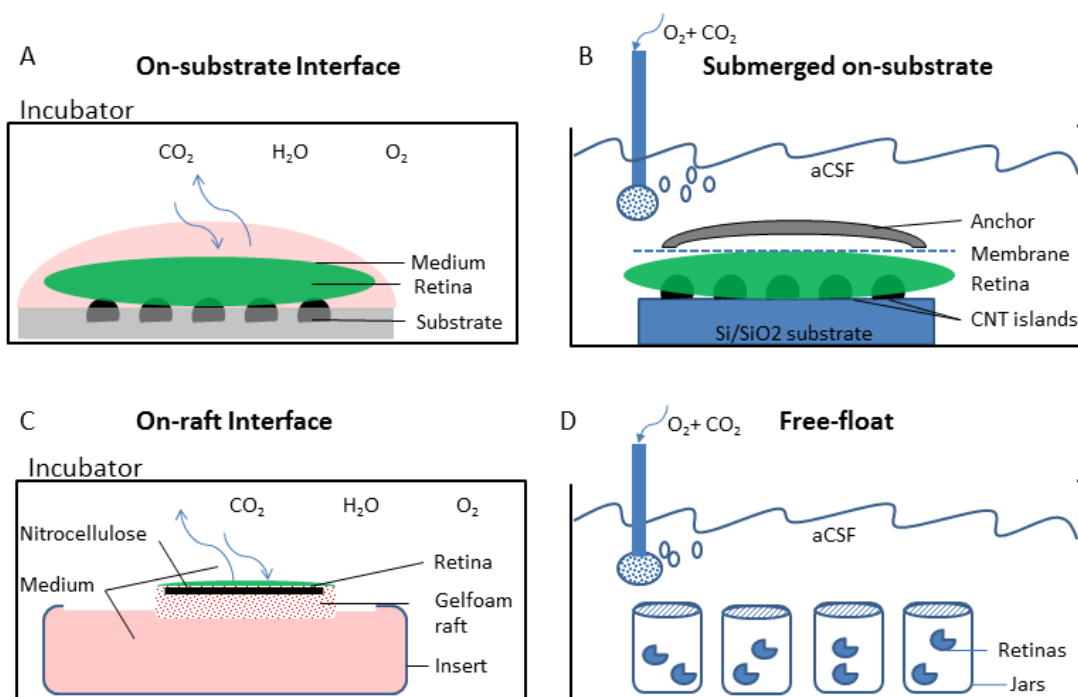 A
On-substrate Interface
Incubator
CO₂ H₂O O₂
Medium
Retina
Substrate
B
O₂+ CO₂
Submerged on-substrate
aCSF
Anchor
Membrane
Retina
CNT islands
Si/SiO2 substrate
C
On-raft Interface
Incubator
CO₂ H₂O O₂
Nitrocellulose
Medium
Retina
Gelfoam
raft
Insert
D
O₂+ CO₂
Free-float
aCSF
Retinas
Jars